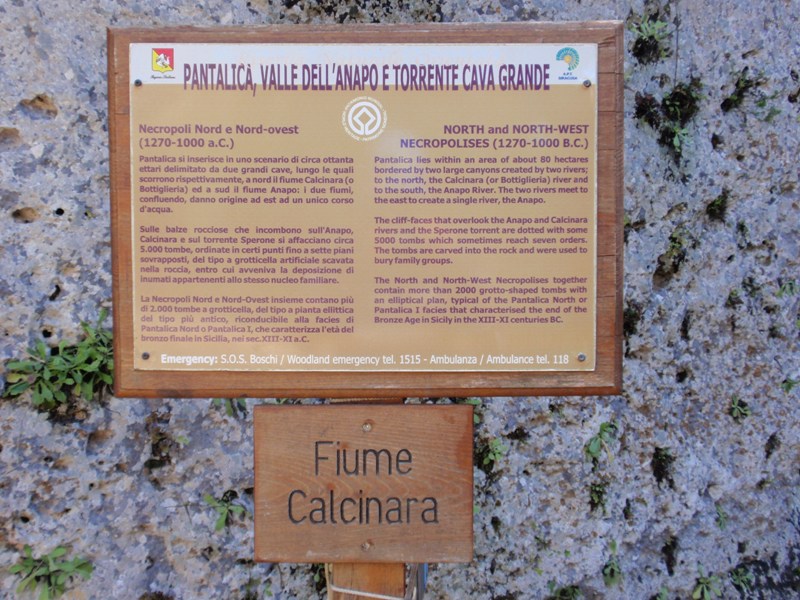 PANTALICA, VALLE DELL'ANAPO E TORRENTE CAVA GRANDE
Necropoli Nord e Nord-ovest
(1270-1000 a.C.)
Pantalica si inserisce in uno scenario di circa ottanta
ettari delimitato da due grandi cave, lungo le quali
scorrono rispettivamente, a nord il fiume Calcinara (o
Bottiglieria) ed a sud il fiume Anapo: i due fiumi,
confluendo, danno origine ad est ad un unico corso
d'acqua.
Sulle balze rocciose che incombono sull'Anapo,
Calcinara e sul torrente Sperone si affacciano circa
5.000 tombe, ordinate in certi punti fino a sette piani
sovrapposti, del tipo a grotticella artificiale scavata
nella roccia, entro cui avveniva la deposizione di
inumati appartenenti allo stesso nucleo familiare.
La Necropoli Nord e Nord-Ovest insieme contano più
di 2.000 tombe a grotticella, del tipo a pianta ellittica
del tipo più antico, riconducibile alla facies di
Pantalica Nord o Pantalica I, che caratterizza l'età del
bronzo finale in Sicilia, nei sec.XIII-XI a.C.
NORTH and NORTH-WEST
NECROPOLISES (1270-1000 B.C.)
Pantalica lies within an area of about 80 hectares
bordered by two large canyons created by two rivers;
to the north, the Calcinara (or Bottiglieria) river and
to the south, the Anapo River. The two rivers meet to
the east to create a single river, the Anapo.
The cliff-faces that overlook the Anapo and Calcinara
rivers and the Sperone torrent are dotted with some
5000 tombs which sometimes reach seven orders.
The tombs are carved into the rock and were used to
bury family groups.
The North and North-West Necropolises together
contain more than 2000 grotto-shaped tombs with
an elliptical plan, typical of the Pantalica North or
Pantalica I facies that characterised the end of the
Bronze Age in Sicily in the XIII-XI centuries BC.
Emergency: S.O.S. Boschi / Woodland emergency tel. 1515 - Ambulanza / Ambulance tel. 118
Fiume
Calcinara